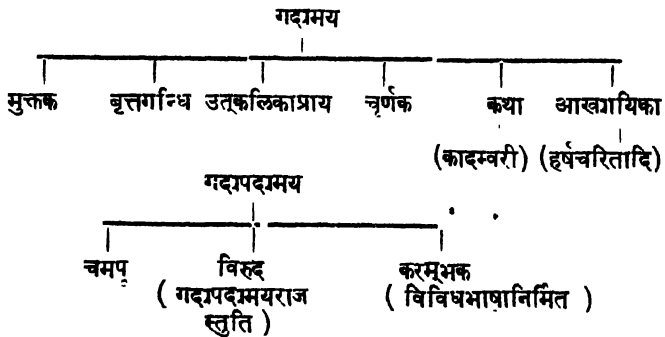 गद्यमय
मुक्तक वृत्तगन्धि उत्कलिकाप्राय चूर्णक कथा आख्यायिका
(कादम्वरी) (हर्षचरितादि)
गद्यपद्यमय
चम्पू विरुद करम्भक
( गद्यपद्यमयराज ( विविधभाषानिर्मित )
स्तुति )